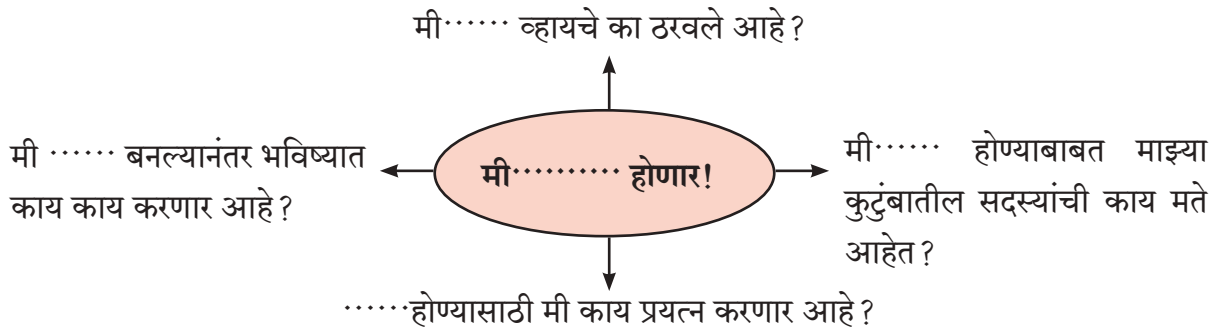 मी······ व्हायचे का ठरवले आहे?
मी ······ बनल्यानंतर भविष्यात
काय काय करणार आहे?
मी·········· होणार!
मी······ होण्याबाबत माझ्या
कुटुंबातील सदस्यांची काय मते
आहेत?
······होण्यासाठी मी काय प्रयत्न करणार आहे?